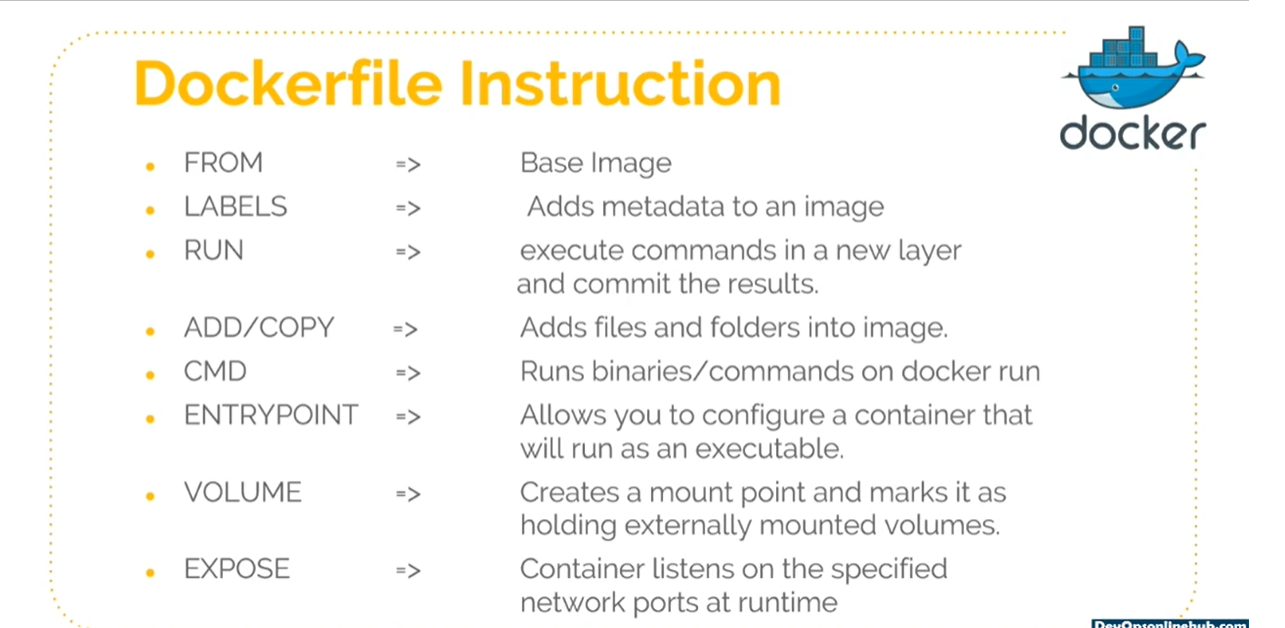 Dockerfile Instruction
docker
FROM => Base Image
LABELS => Adds metadata to an image
RUN => execute commands in a new layer
and commit the results.
ADD/COPY => Adds files and folders into image.
CMD => Runs binaries/commands on docker run
ENTRYPOINT => Allows you to configure a container that
will run as an executable.
VOLUME => Creates a mount point and marks it as
holding externally mounted volumes.
EXPOSE => Container listens on the specified
network ports at runtime
DevOpsonlinehub.com